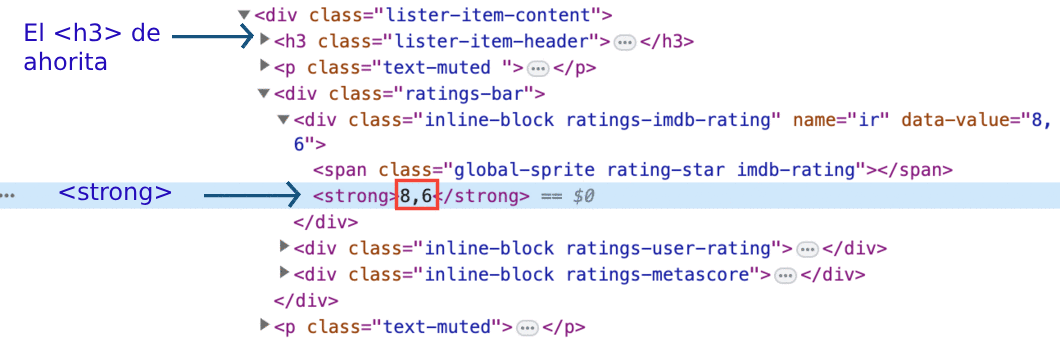 <div class="lister-item-content">
El <h3> de
ahorita
<h3 class="lister-item-header">…</h3>
<p class="text-muted ">…</p>
<div class="ratings-bar">
<div class="inline-block ratings-imdb-rating" name="ir" data-value="8,
6">
<span class="global-sprite rating-star imdb-rating"></span>
… <strong> <strong>8,6</strong> == $0
</div>
<div class="inline-block ratings-user-rating">…</div>
<div class="inline-block ratings-metascore">…</div>
</div>
<p class="text-muted">…</p>